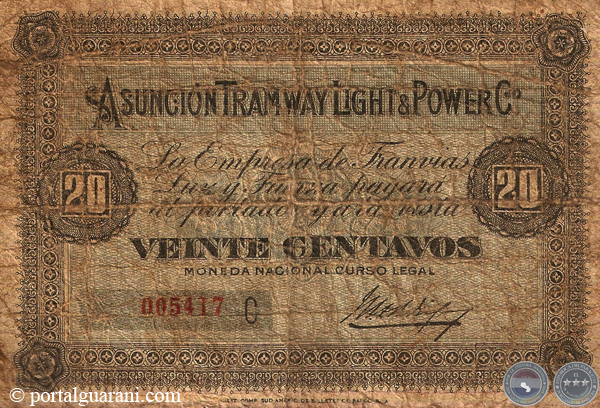 ASUNCIÓN TRAMWAY LIGHT & POWER Co
La Empresa de Tranvias
Luz y Fuerza pagará
al portador y á la vista
20
20
VEINTE CENTAVOS
MONEDA NACIONAL CURSO LEGAL
005417 C
© portalguarani.com